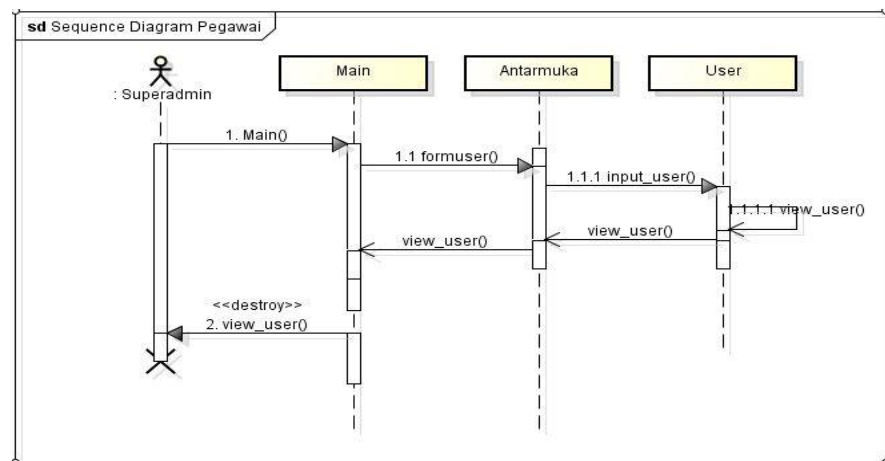 sd Sequence Diagram Pegawai
Main
Antarmuka
User
: Superadmin
1. Main()
1.1 formuser()
1.1.1 input_user()
1.1.1.1 view_user()
view_user()
view_user()
<<destroy>>
2. view_user()